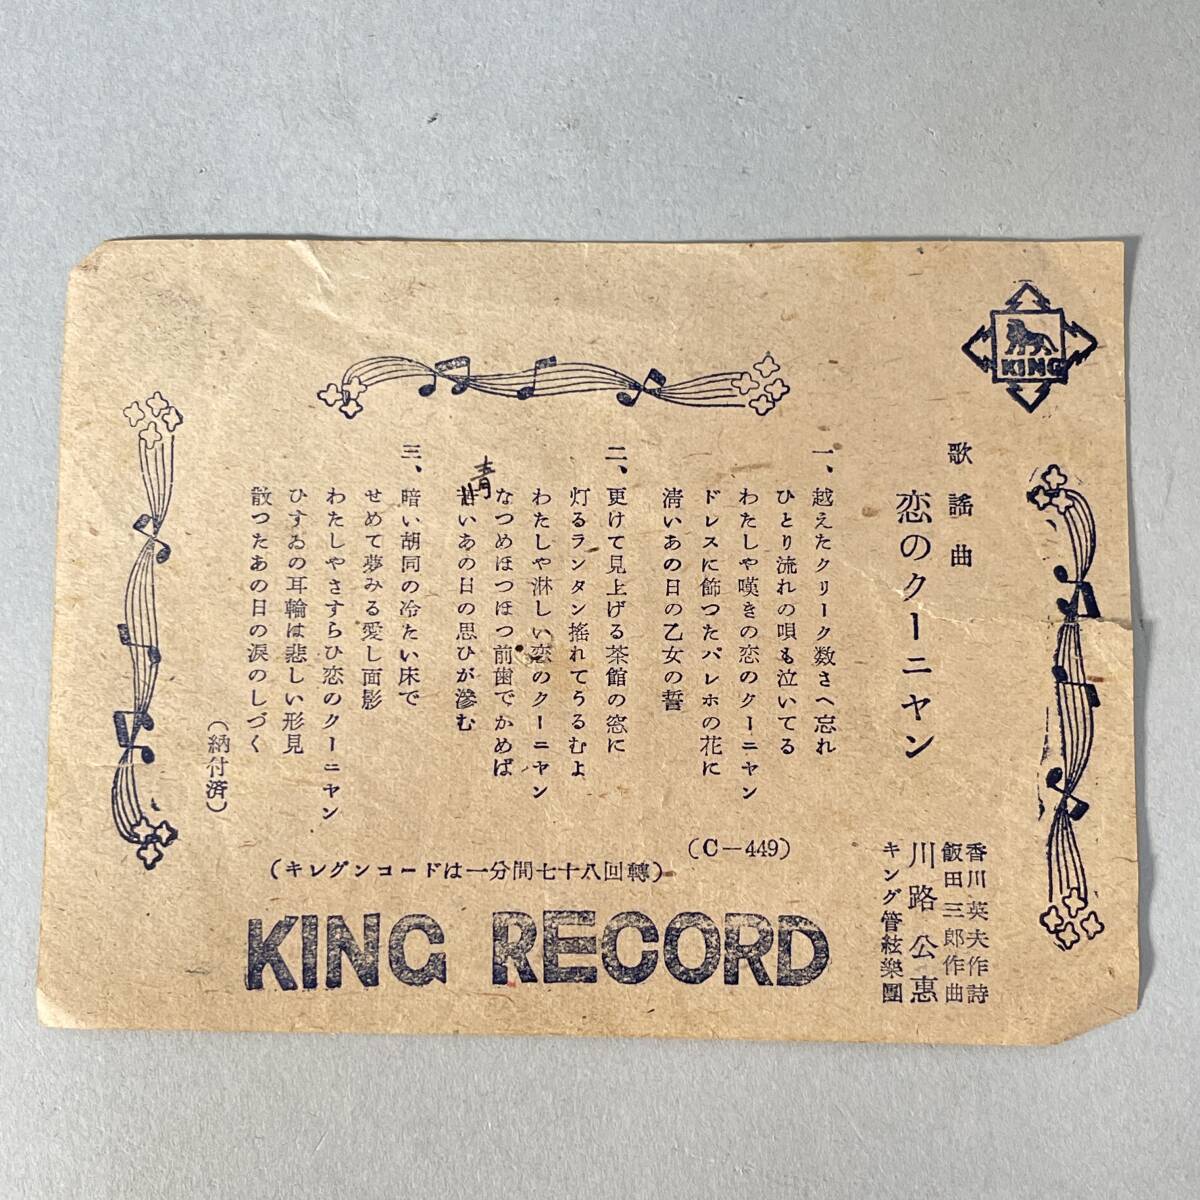 KING
歌謡曲
恋のクーニヤン
香川英夫作詩
飯田三郎作曲
川路公惠
キング管絃樂團
一、越えたクリーク数さへ忘れ
ひとり流れの唄も泣いてる
わたしや嘆きの恋のクーニヤン
ドレスに飾つたパレホの花に
清いあの日の乙女の誓
(C-449)
二、更けて見上げる茶館の窓に
灯るランタン搖れてうるむよ
わたしや淋しい恋のクーニヤン
なつめほつほつ前歯でかめば
青
昔いあの日の思ひが滲む
三、暗い胡同の冷たい床で
せめて夢みる愛し面影
わたしやさすらひ恋のクーニヤン
ひすゐの耳輪は悲しい形見
散つたあの日の涙のしづく
(納付済)
(キレグンコードは一分間七十八回轉)
KING RECORD